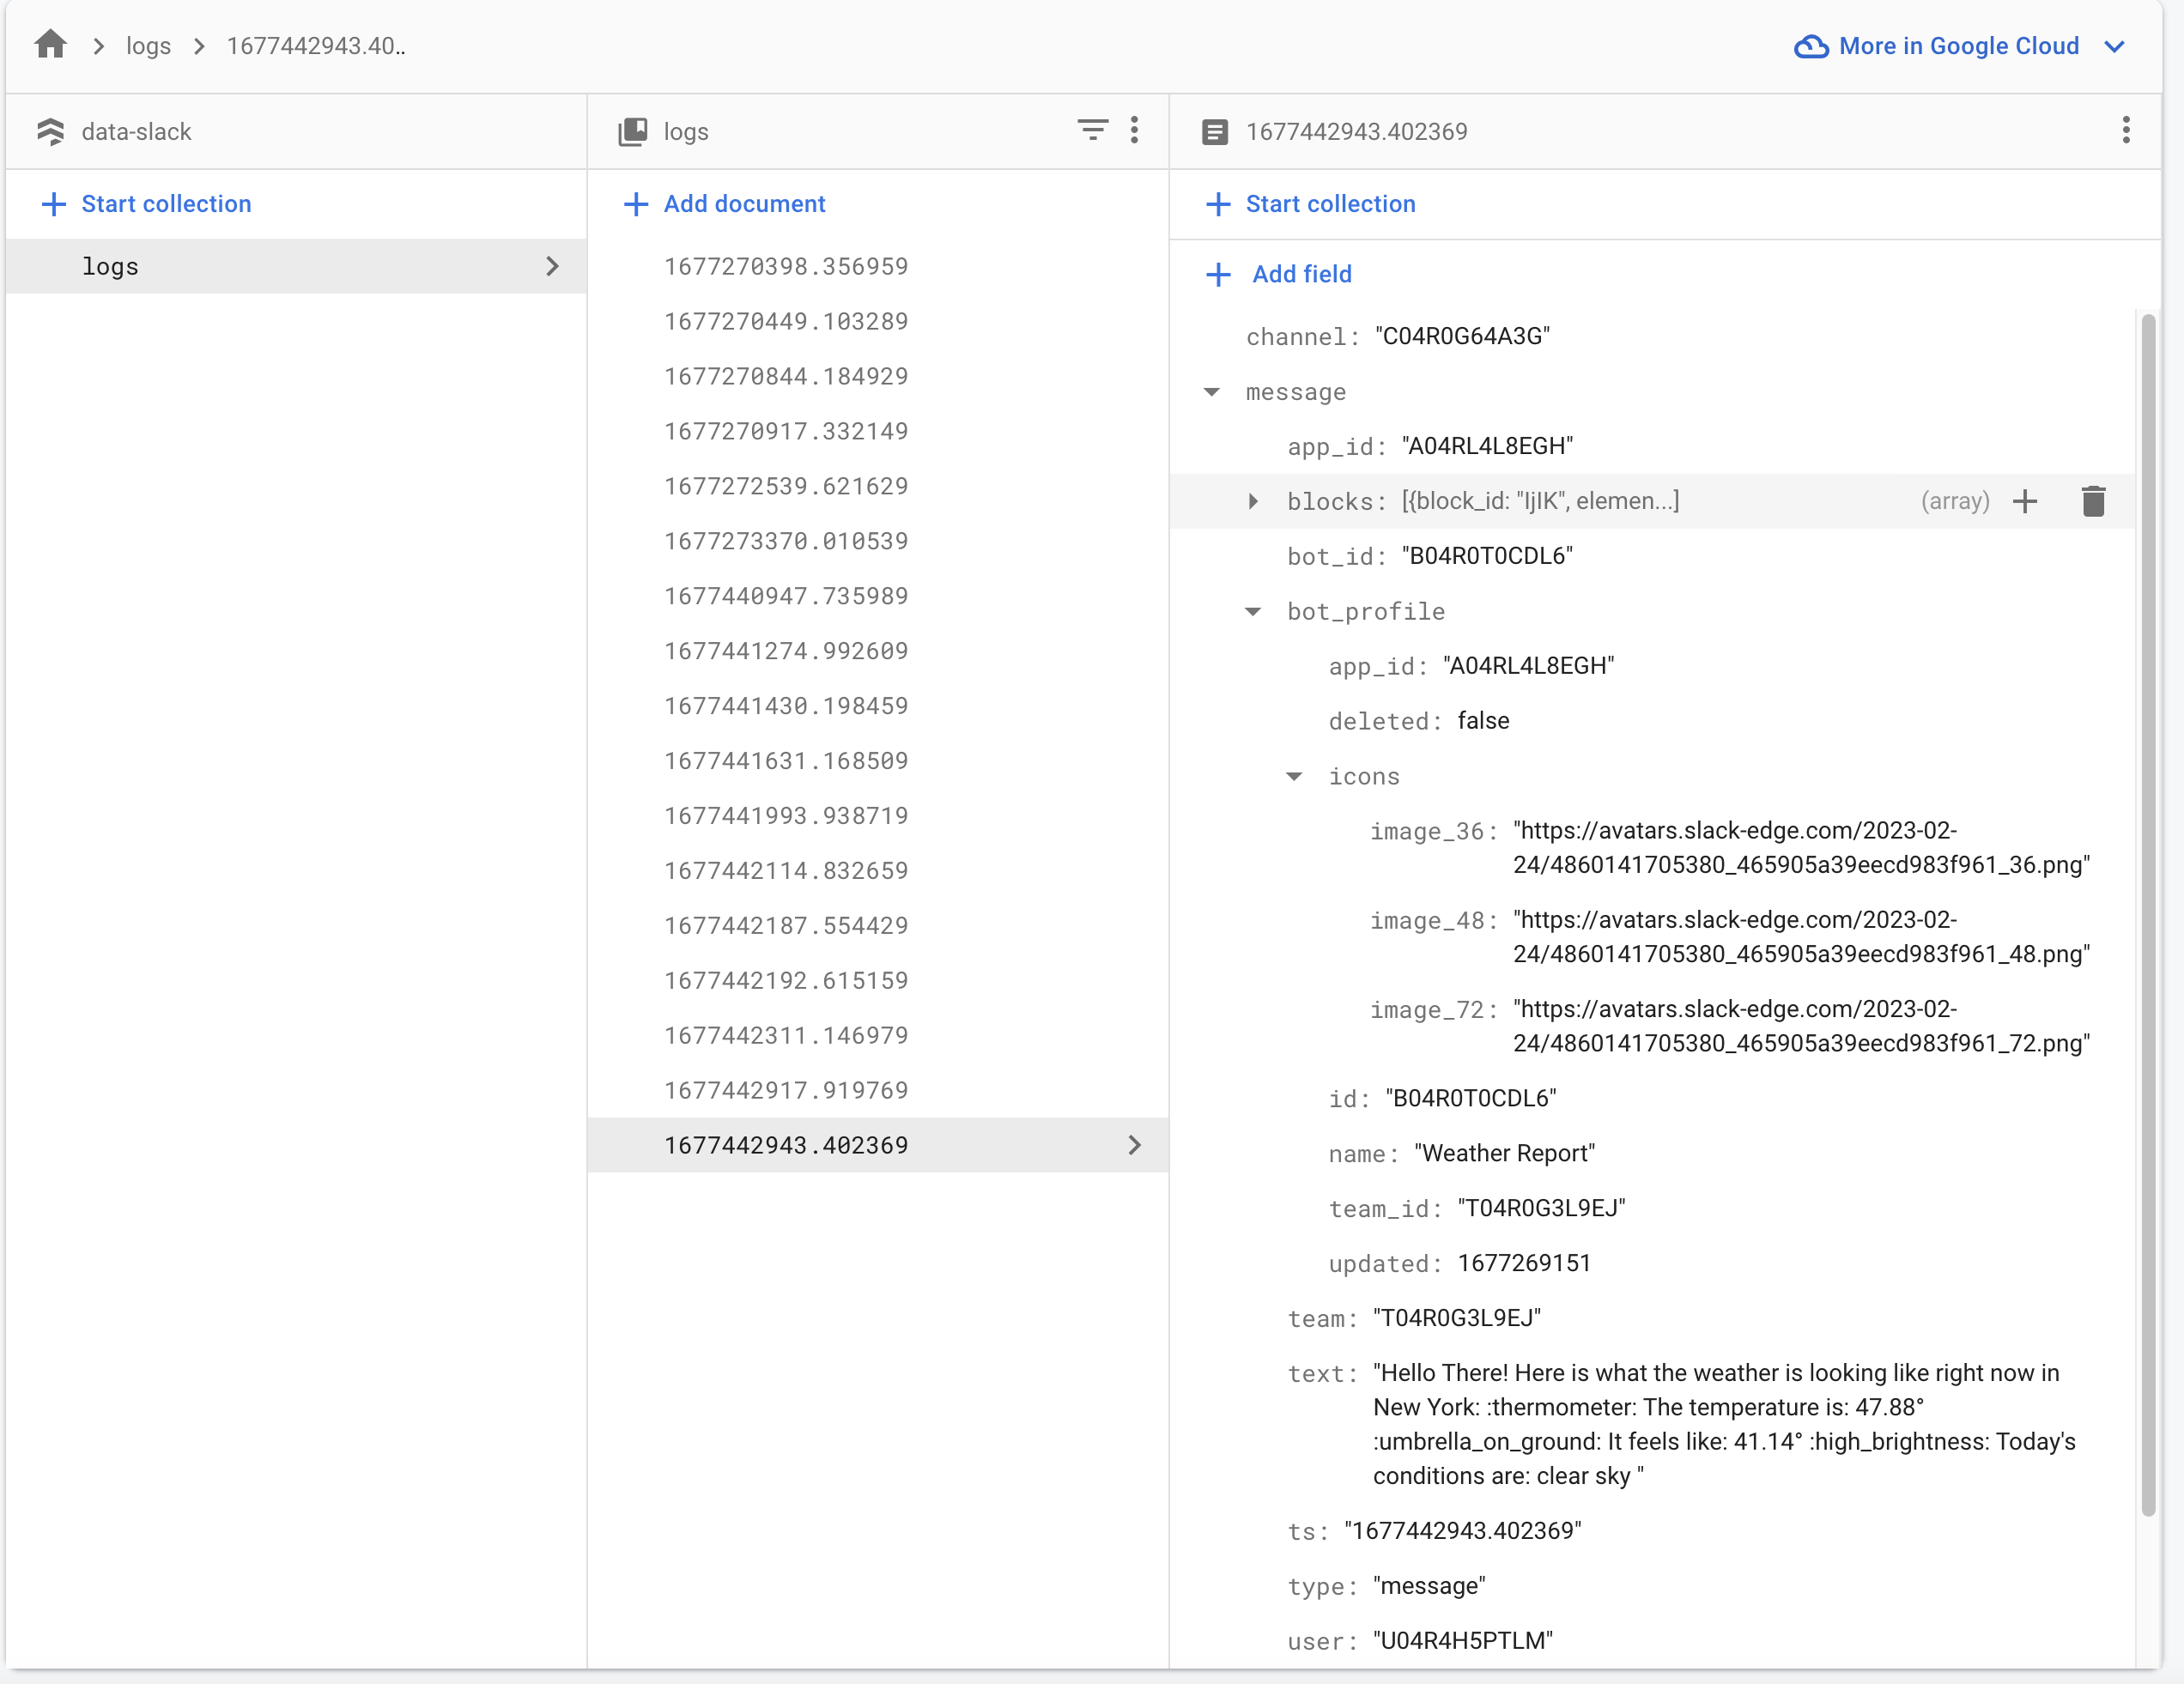 logs
1677442943.40..
More in Google Cloud
data-slack
logs
1677442943.402369
Start collection
Add document
Start collection
logs
1677270398.356959
1677270449.103289
1677270844.184929
1677270917.332149
1677272539.621629
1677273370.010539
1677440947.735989
1677441274.992609
1677441430.198459
1677441631.168509
1677441993.938719
1677442114.832659
1677442187.554429
1677442192.615159
1677442311.146979
1677442917.919769
1677442943.402369
Add field
channel: "C04R0G64A3G"
message
app_id: "A04RL4L8EGH"
blocks: [{block_id: "IjIK", elemen...] (array)
bot_id: "B04R0T0CDL6"
bot_profile
app_id: "A04RL4L8EGH"
deleted: false
icons
image_36: "https://avatars.slack-edge.com/2023-02-
24/4860141705380_465905a39eecd983f961_36.png"
image_48: "https://avatars.slack-edge.com/2023-02-
24/4860141705380_465905a39eecd983f961_48.png"
image_72: "https://avatars.slack-edge.com/2023-02-
24/4860141705380_465905a39eecd983f961_72.png"
id: "B04R0T0CDL6"
name: "Weather Report"
team_id: "T04R0G3L9EJ"
updated: 1677269151
team: "T04R0G3L9EJ"
text: "Hello There! Here is what the weather is looking like right now in
New York: :thermometer: The temperature is: 47.88°
:umbrella_on_ground: It feels like: 41.14° :high_brightness: Today's
conditions are: clear sky "
ts: "1677442943.402369"
type: "message"
user: "U04R4H5PTLM"